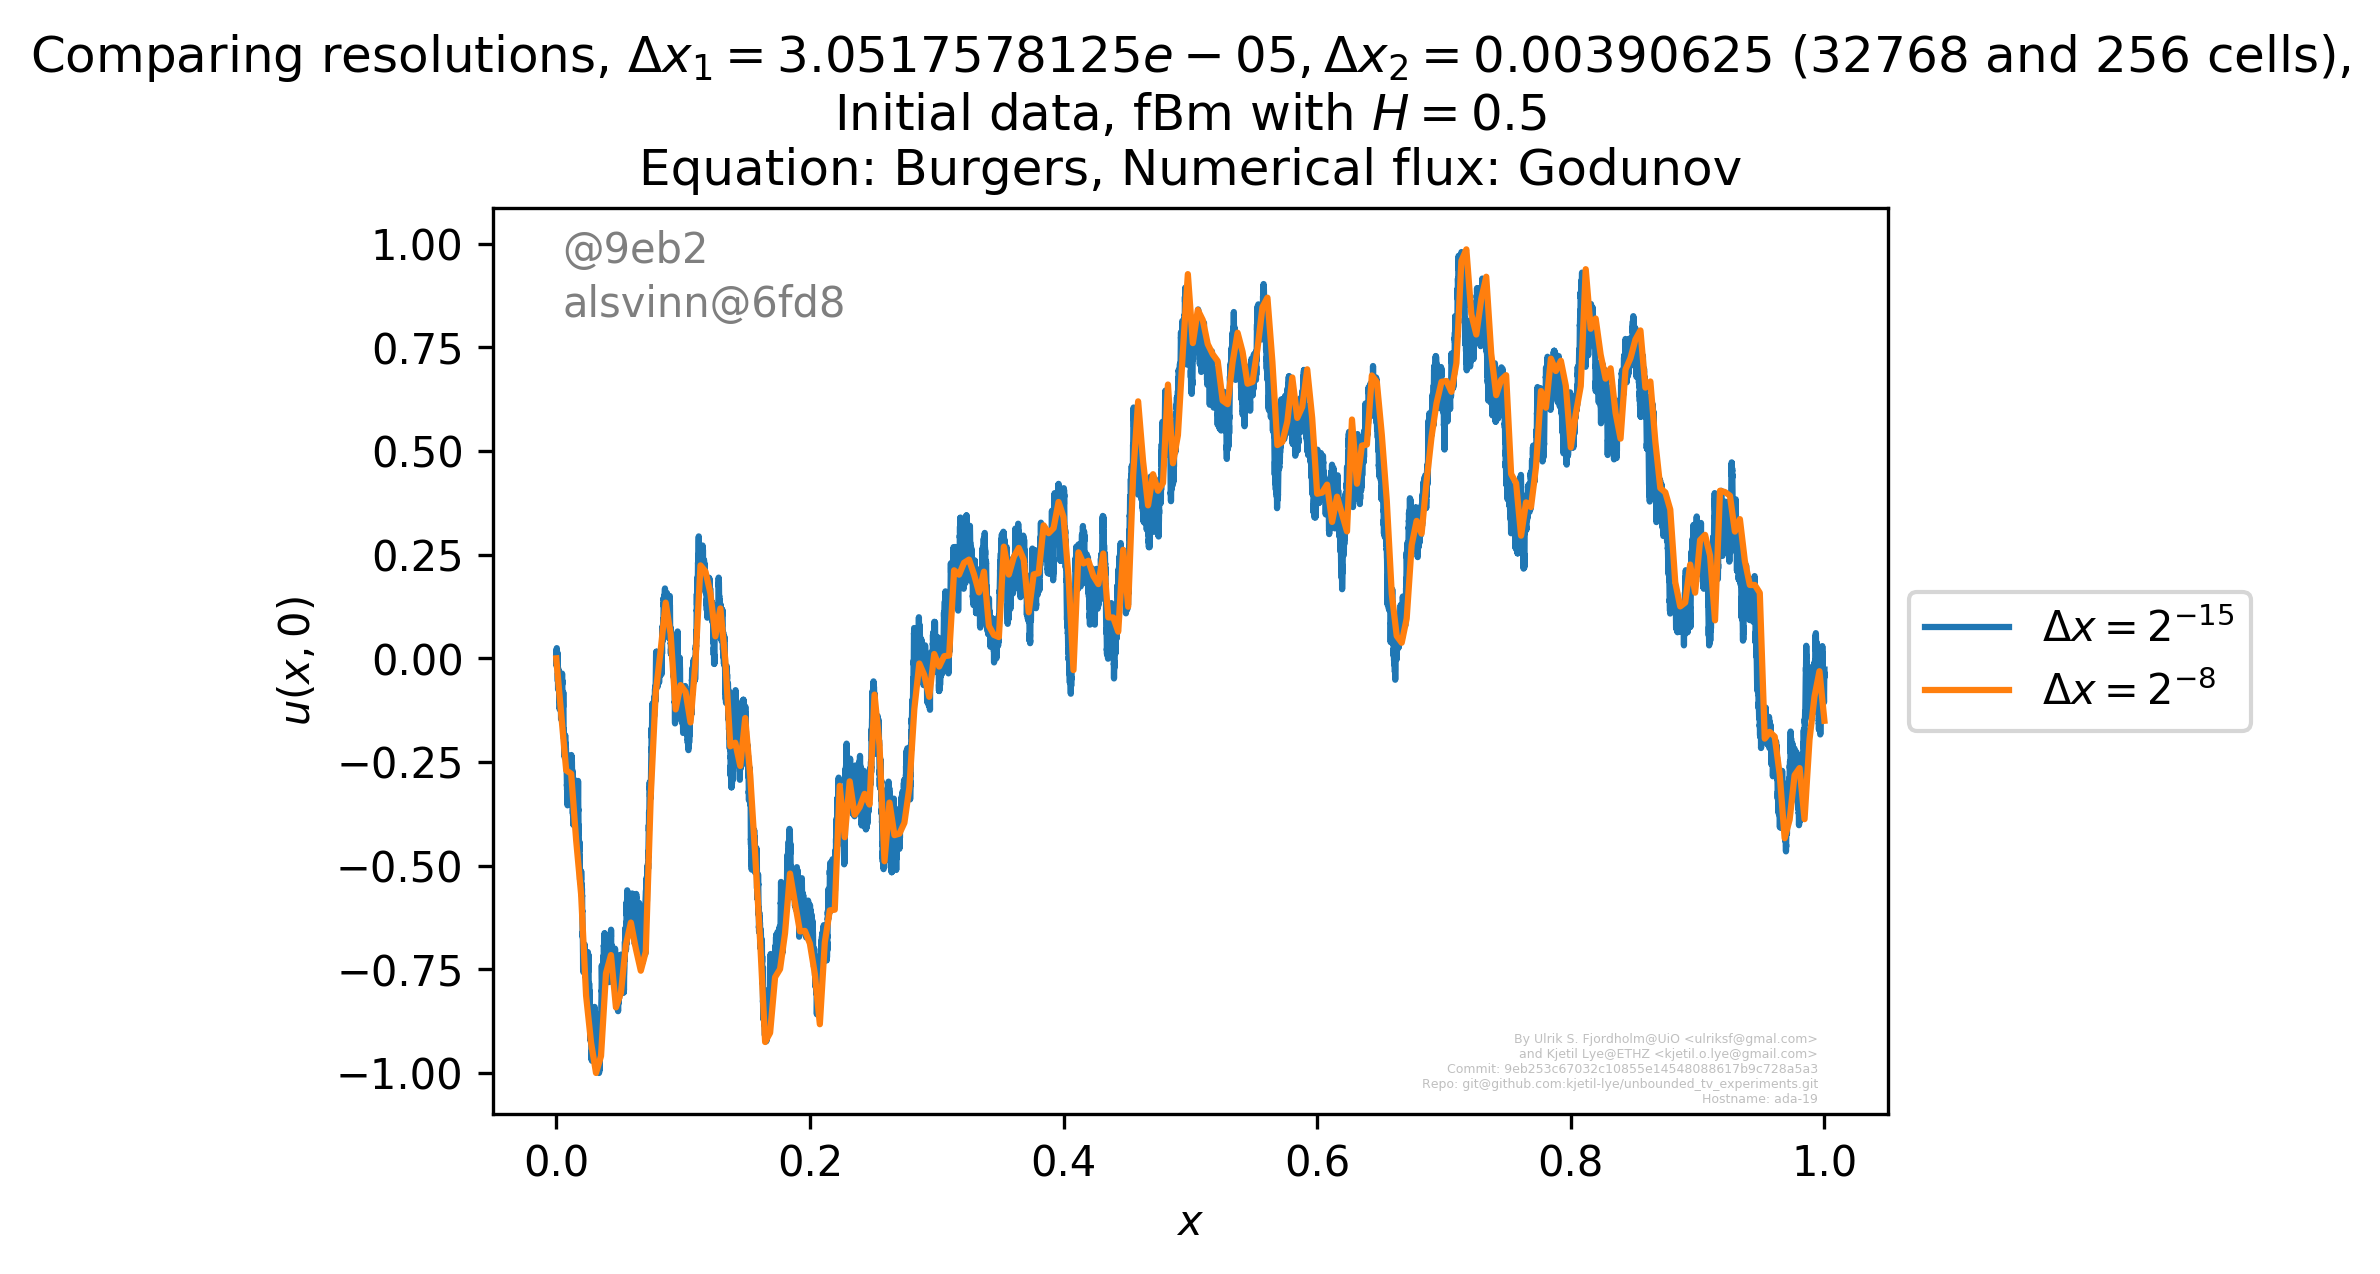 Comparing resolutions, Δx₁ = 3.0517578125e − 05, Δx₂ = 0.00390625 (32768 and 256 cells),
Initial data, fBm with H = 0.5
Equation: Burgers, Numerical flux: Godunov
@9eb2
alsvinn@6fd8
1.00
0.75
0.50
0.25
0.00
−0.25
−0.50
−0.75
−1.00
u(x, 0)
Δx = 2⁻¹⁵
Δx = 2⁻⁸
By Ulrik S. Fjordholm@UiO <ulriksf@gmal.com>
and Kjetil Lye@ETHZ <kjetil.o.lye@gmail.com>
Commit: 9eb253c67032c10855e14548088617b9c728a5a3
Repo: git@github.com:kjetil-lye/unbounded_tv_experiments.git
Hostname: ada-19
0.0 0.2 0.4 0.6 0.8 1.0
x